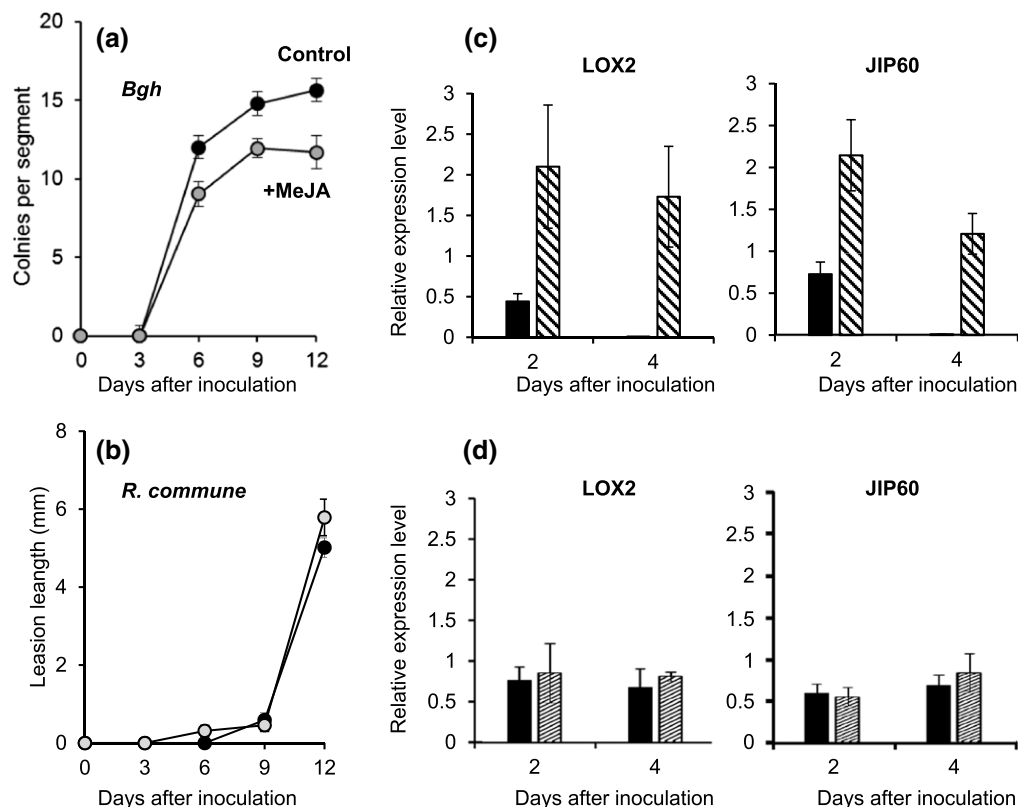 (a)
Control
Bgh
+MeJA
Colnies per segment
20
15
10
5
0
0 3 6 9 12
Days after inoculation
(c)
LOX2
Relative expression level
3
2.5
2
1.5
1
0.5
0
2 4
Days after inoculation
JIP60
3
2.5
2
1.5
1
0.5
0
2 4
Days after inoculation
(b)
R. commune
Leasion leangth (mm)
8
6
4
2
0
0 3 6 9 12
Days after inoculation
(d)
LOX2
Relative expression level
3
2.5
2
1.5
1
0.5
0
2 4
Days after inoculation
JIP60
3
2.5
2
1.5
1
0.5
0
2 4
Days after inoculation